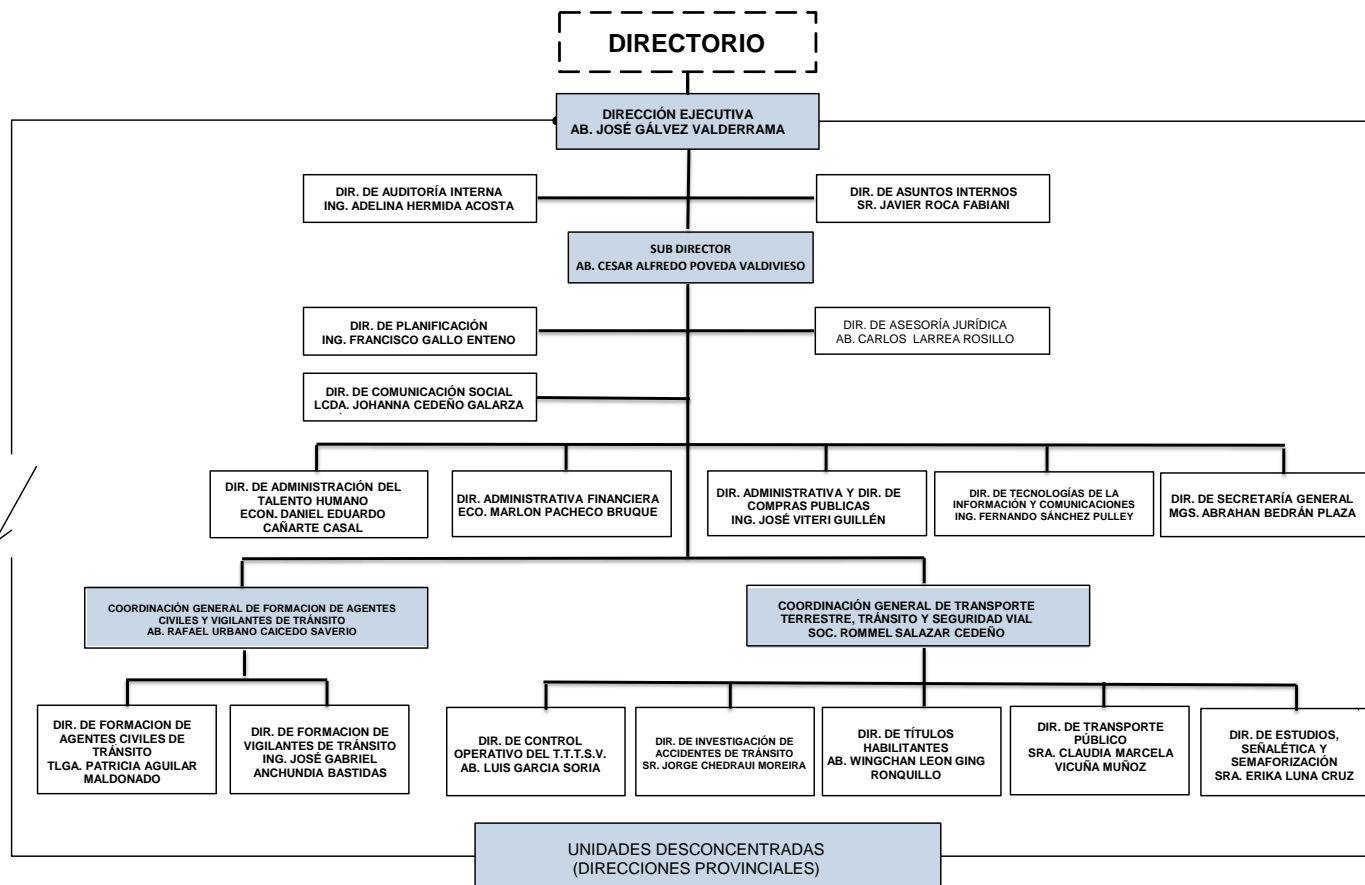 DIRECTORIO
DIRECCIÓN EJECUTIVA
AB. JOSÉ GÁLVEZ VALDERRAMA
DIR. DE AUDITORÍA INTERNA
ING. ADELINA HERMIDA ACOSTA
DIR. DE ASUNTOS INTERNOS
SR. JAVIER ROCA FABIANI
SUB DIRECTOR
AB. CESAR ALFREDO POVEDA VALDIVIESO
DIR. DE PLANIFICACIÓN
ING. FRANCISCO GALLO ENTENO
DIR. DE ASESORÍA JURÍDICA
AB. CARLOS LARREA ROSILLO
DIR. DE COMUNICACIÓN SOCIAL
LCDA. JOHANNA CEDEÑO GALARZA
DIR. DE ADMINISTRACIÓN DEL
TALENTO HUMANO
ECON. DANIEL EDUARDO
CAÑARTE CASAL
DIR. ADMINISTRATIVA FINANCIERA
ECO. MARLON PACHECO BRUQUE
DIR. ADMINISTRATIVA Y DIR. DE
COMPRAS PUBLICAS
ING. JOSÉ VITERI GUILLÉN
DIR. DE TECNOLOGÍAS DE LA
INFORMACIÓN Y COMUNICACIONES
ING. FERNANDO SÁNCHEZ PULLEY
DIR. DE SECRETARÍA GENERAL
MGS. ABRAHAN BEDRÁN PLAZA
COORDINACIÓN GENERAL DE FORMACION DE AGENTES
CIVILES Y VIGILANTES DE TRÁNSITO
AB. RAFAEL URBANO CAICEDO SAVERIO
COORDINACIÓN GENERAL DE TRANSPORTE
TERRESTRE, TRÁNSITO Y SEGURIDAD VIAL
SOC. ROMMEL SALAZAR CEDEÑO
DIR. DE FORMACION DE
AGENTES CIVILES DE
TRÁNSITO
TLGA. PATRICIA AGUILAR
MALDONADO
DIR. DE FORMACION DE
VIGILANTES DE TRÁNSITO
ING. JOSÉ GABRIEL
ANCHUNDIA BASTIDAS
DIR. DE CONTROL
OPERATIVO DEL T.T.T.S.V.
AB. LUIS GARCIA SORIA
DIR. DE INVESTIGACIÓN DE
ACCIDENTES DE TRÁNSITO
SR. JORGE CHEDRAUI MOREIRA
DIR. DE TÍTULOS
HABILITANTES
AB. WINGCHAN LEON GING
RONQUILLO
DIR. DE TRANSPORTE
PÚBLICO
SRA. CLAUDIA MARCELA
VICUÑA MUÑOZ
DIR. DE ESTUDIOS,
SEÑALÉTICA Y
SEMAFORIZACIÓN
SRA. ERIKA LUNA CRUZ
UNIDADES DESCONCENTRADAS
(DIRECCIONES PROVINCIALES)